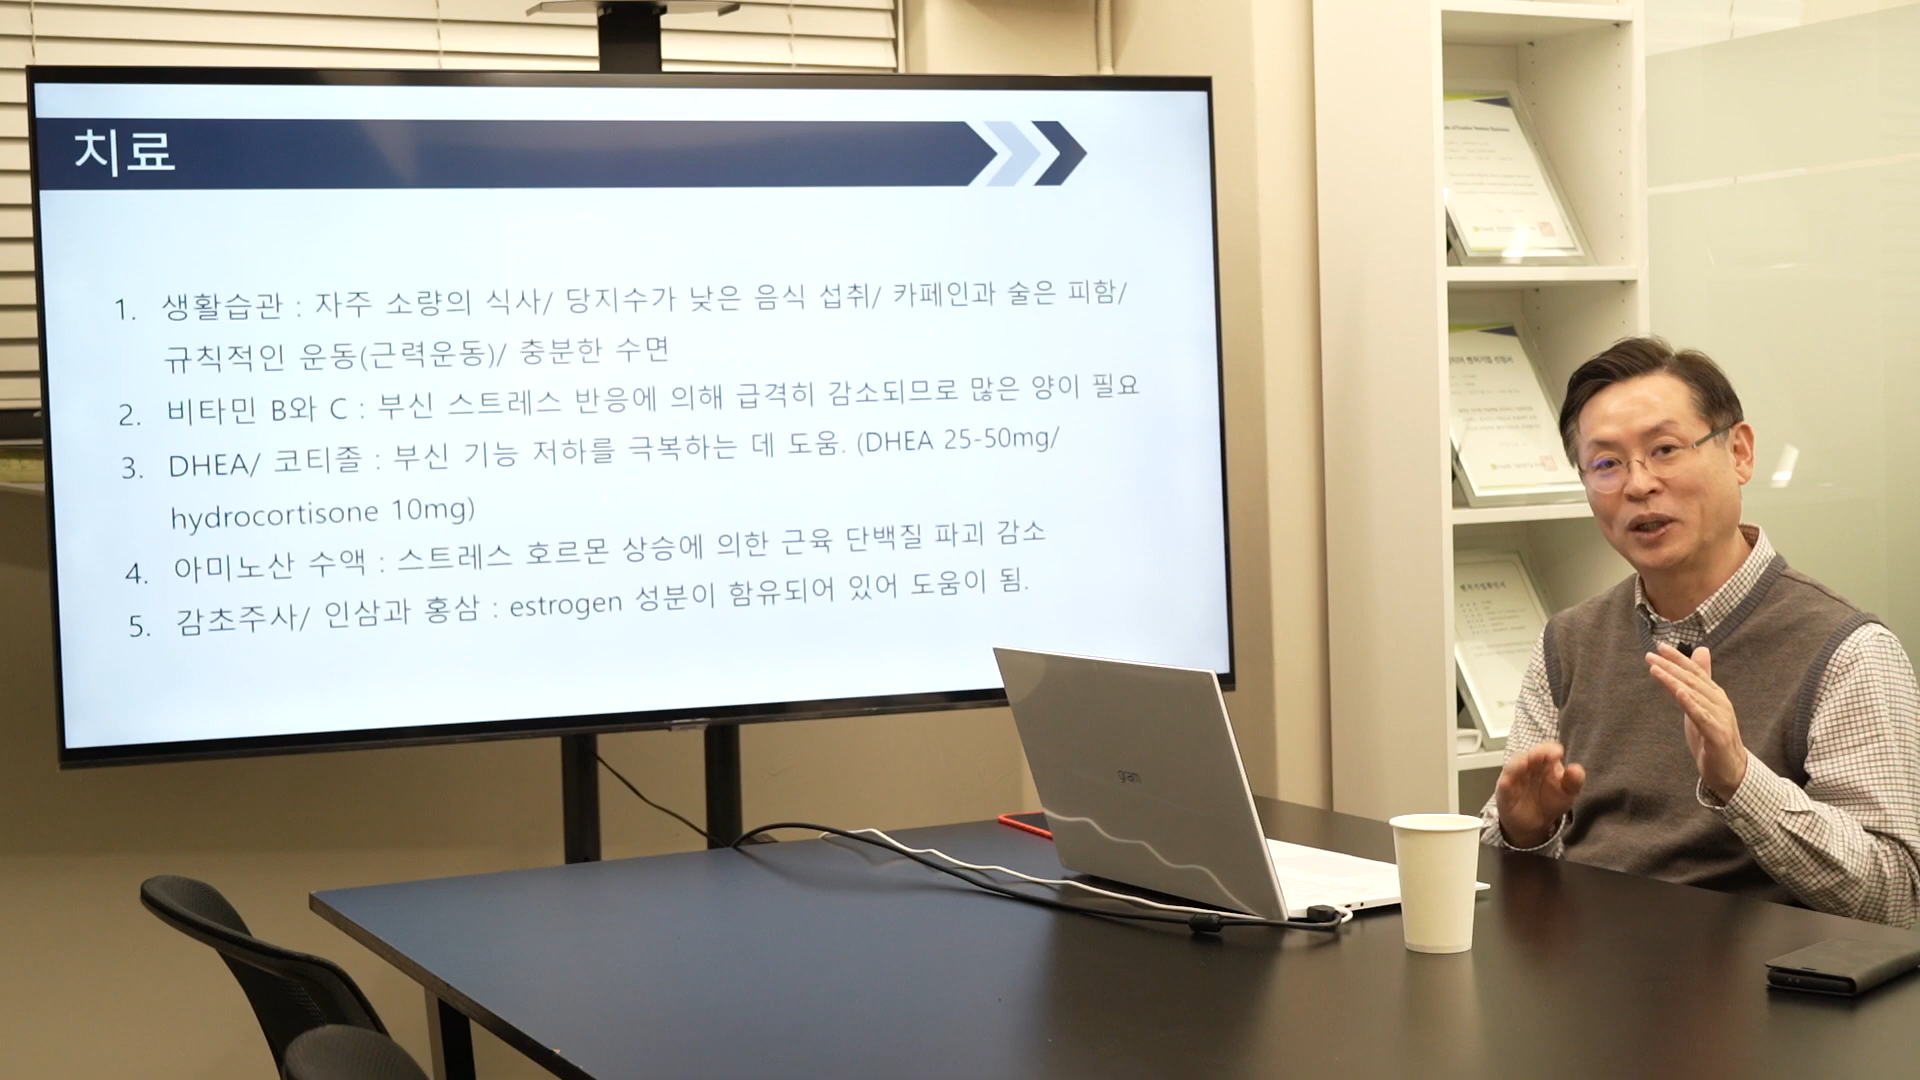 치료
1. 생활습관 : 자주 소량의 식사/ 당지수가 낮은 음식 섭취/ 카페인과 술은 피함/
규칙적인 운동(근력운동)/ 충분한 수면
2. 비타민 B와 C : 부신 스트레스 반응에 의해 급격히 감소되므로 많은 양이 필요
3. DHEA/ 코티졸 : 부신 기능 저하를 극복하는 데 도움. (DHEA 25-50mg/
hydrocortisone 10mg)
4. 아미노산 수액 : 스트레스 호르몬 상승에 의한 근육 단백질 파괴 감소
5. 감초주사/ 인삼과 홍삼 : estrogen 성분이 함유되어 있어 도움이 됨.
gram